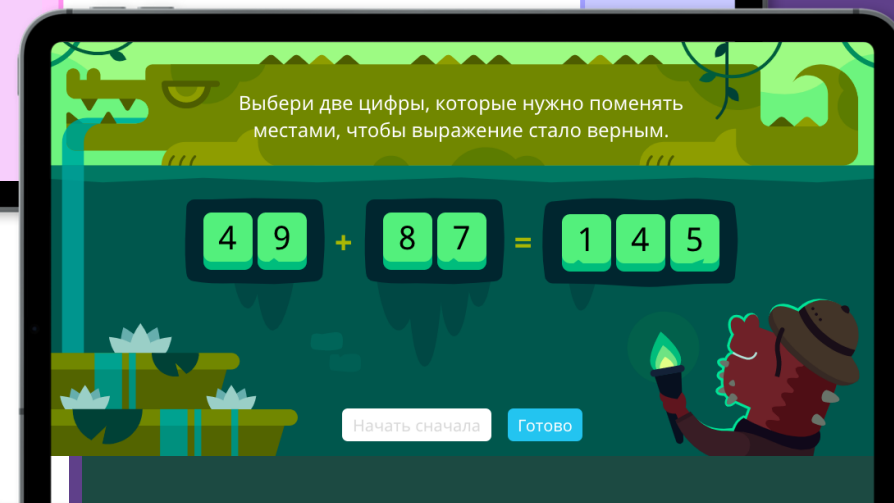 Выбери две цифры, которые нужно поменять
местами, чтобы выражение стало верным.
4 9 + 8 7 = 1 4 5
Начать сначала Готово